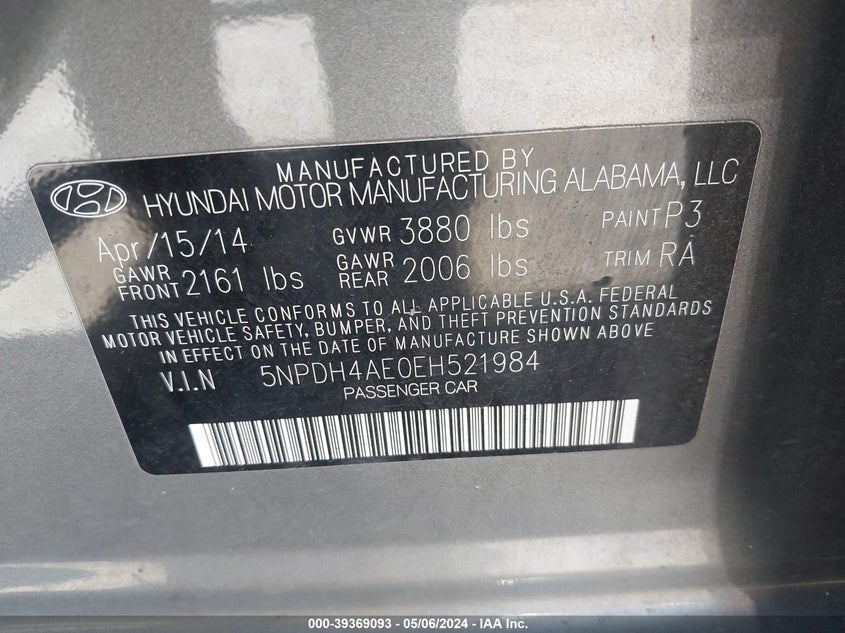 MANUFACTURED BY
HYUNDAI MOTOR MANUFACTURING ALABAMA, LLC
Apr/15/14 GVWR 3880 lbs PAINT P3
GAWR FRONT 2161 lbs GAWR REAR 2006 lbs TRIM RA
THIS VEHICLE CONFORMS TO ALL APPLICABLE U.S.A. FEDERAL
MOTOR VEHICLE SAFETY, BUMPER, AND THEFT PREVENTION STANDARDS
IN EFFECT ON THE DATE OF MANUFACTURE SHOWN ABOVE
V.I.N 5NPDH4AE0EH521984
PASSENGER CAR
000-39369093 - 05/06/2024 - IAA Inc.